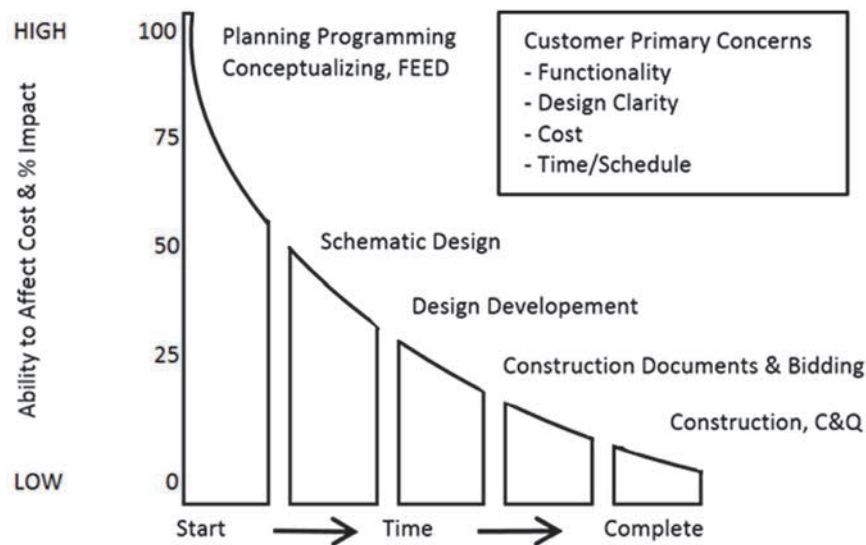 HIGH
100
Planning Programming
Conceptualizing, FEED
Customer Primary Concerns
- Functionality
- Design Clarity
- Cost
- Time/Schedule
Ability to Affect Cost & % Impact
75
50
Schematic Design
Design Developement
25
Construction Documents & Bidding
Construction, C&Q
LOW
0
Start
Time
Complete